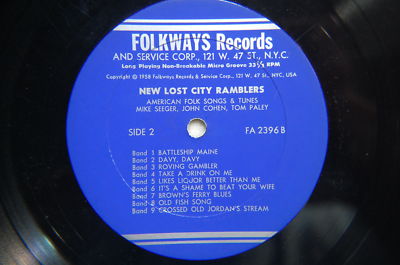 FOLKWAYS Records
AND SERVICE CORP., 121 W. 47 ST., N.Y.C.
Long Playing Non-Breakable Micro Groove 33⅓ RPM
Copyright © 1958 Folkways Records & Service Corp., 121 W. 47 St., NYC, USA
NEW LOST CITY RAMBLERS
AMERICAN FOLK SONGS & TUNES
MIKE SEEGER, JOHN COHEN, TOM PALEY
SIDE 2 FA 2396 B
Band 1 BATTLESHIP MAINE
Band 2 DAVY, DAVY
Band 3 ROVING GAMBLER
Band 4 TAKE A DRINK ON ME
Band 5 LIKES LIQUOR BETTER THAN ME
Band 6 IT'S A SHAME TO BEAT YOUR WIFE
Band 7 BROWN'S FERRY BLUES
Band 8 OLD FISH SONG
Band 9 CROSSED OLD JORDAN'S STREAM